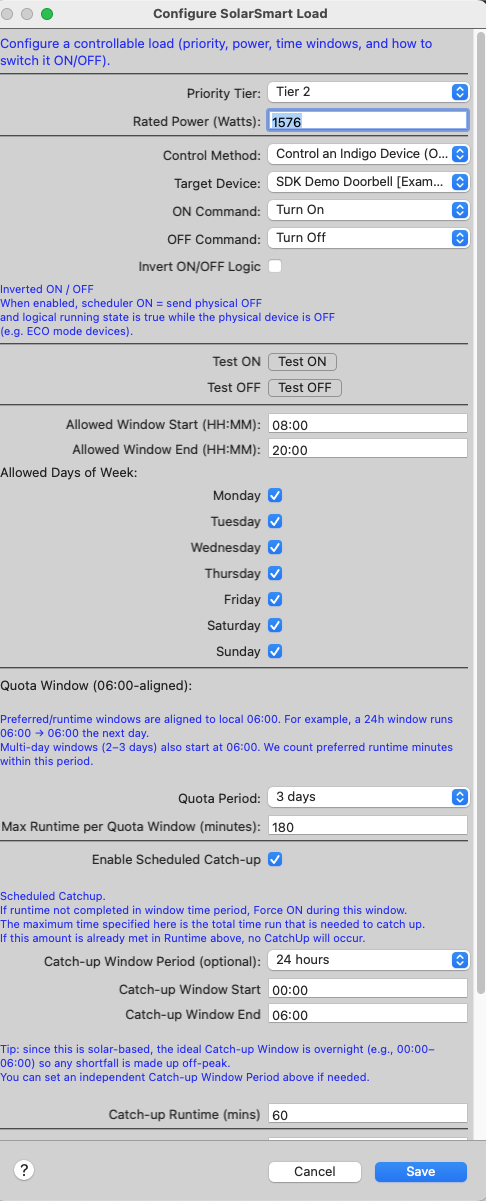 Configure SolarSmart Load
Configure a controllable load (priority, power, time windows, and how to
switch it ON/OFF).
Priority Tier: Tier 2
Rated Power (Watts): 1576
Control Method: Control an Indigo Device (O...
Target Device: SDK Demo Doorbell [Exam...
ON Command: Turn On
OFF Command: Turn Off
Invert ON/OFF Logic
Inverted ON / OFF
When enabled, scheduler ON = send physical OFF
and logical running state is true while the physical device is OFF
(e.g. ECO mode devices).
Test ON Test ON
Test OFF Test OFF
Allowed Window Start (HH:MM): 08:00
Allowed Window End (HH:MM): 20:00
Allowed Days of Week:
Monday
Tuesday
Wednesday
Thursday
Friday
Saturday
Sunday
Quota Window (06:00-aligned):
Preferred/runtime windows are aligned to local 06:00. For example, a 24h window runs
06:00 → 06:00 the next day.
Multi-day windows (2–3 days) also start at 06:00. We count preferred runtime minutes
within this period.
Quota Period: 3 days
Max Runtime per Quota Window (minutes): 180
Enable Scheduled Catch-up
Scheduled Catchup.
If runtime not completed in window time period, Force ON during this window.
The maximum time specified here is the total time run that is needed to catch up.
If this amount is already met in Runtime above, no CatchUp will occur.
Catch-up Window Period (optional): 24 hours
Catch-up Window Start 00:00
Catch-up Window End 06:00
Tip: since this is solar-based, the ideal Catch-up Window is overnight (e.g., 00:00–
06:00) so any shortfall is made up off-peak.
You can set an independent Catch-up Window Period above if needed.
Catch-up Runtime (mins) 60
? Cancel Save